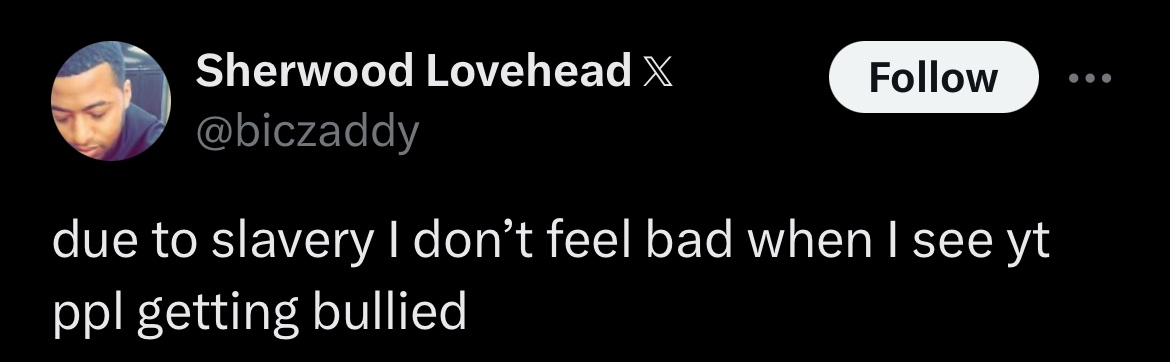 Sherwood Lovehead 𝕏
Follow
@biczaddy
due to slavery I don’t feel bad when I see yt
ppl getting bullied